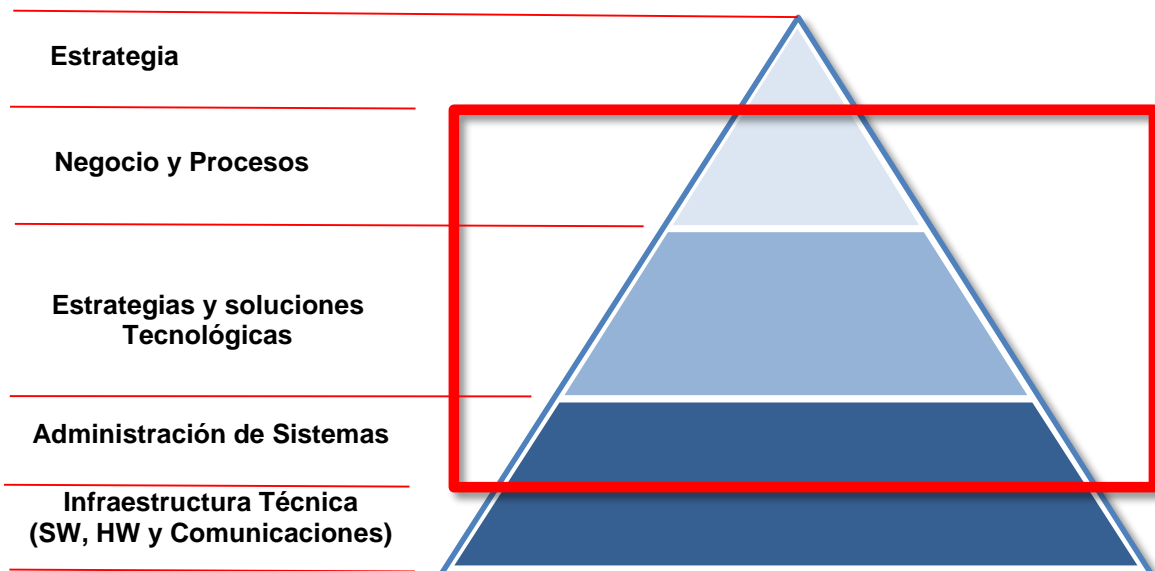 Estrategia
Negocio y Procesos
Estrategias y soluciones
Tecnológicas
Administración de Sistemas
Infraestructura Técnica
(SW, HW y Comunicaciones)